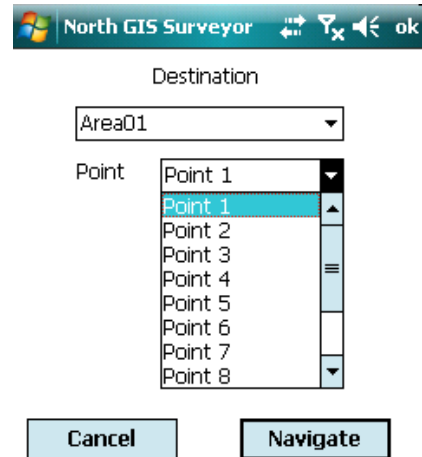 North GIS Surveyor ok
Destination
Area01
Point Point 1
Point 1
Point 2
Point 3
Point 4
Point 5
Point 6
Point 7
Point 8
Cancel Navigate